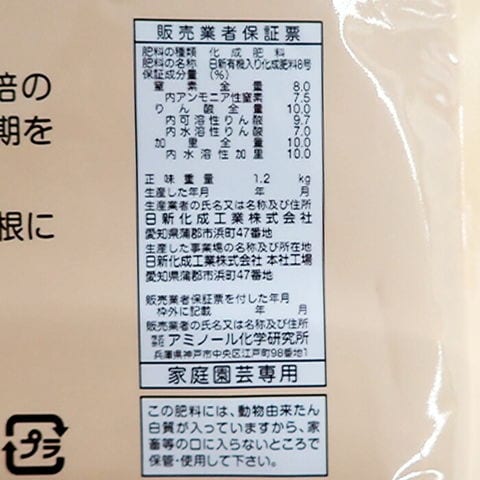 倍の
期を
根に
販売業者保証票
肥料の種類 化成肥料
肥料の名称 日新有機入り化成肥料8号
保証成分量(%)
窒素全量 8.0
内アンモニア性窒素 7.5
りん酸全量 10.0
内可溶性りん酸 9.7
内水溶性りん酸 7.0
加里全量 10.0
内水溶性加里 10.0
正味重量 1.2 kg
生産した年月 年 月
生産業者の氏名又は名称及び住所
日新化成工業株式会社
愛知県蒲郡市浜町47番地
生産した事業場の名称及び所在地
日新化成工業株式会社 本社工場
愛知県蒲郡市浜町47番地
販売業者保証票を付した年月
枠外に記載 年 月
販売業者の氏名又は名称及び住所
株式会社アミノール化学研究所
兵庫県神戸市中央区江戸町98番地1
家庭園芸専用
この肥料には、動物由来たん
白質が入っていますから、家
畜等の口に入らないところで
保管・使用して下さい。
プラ